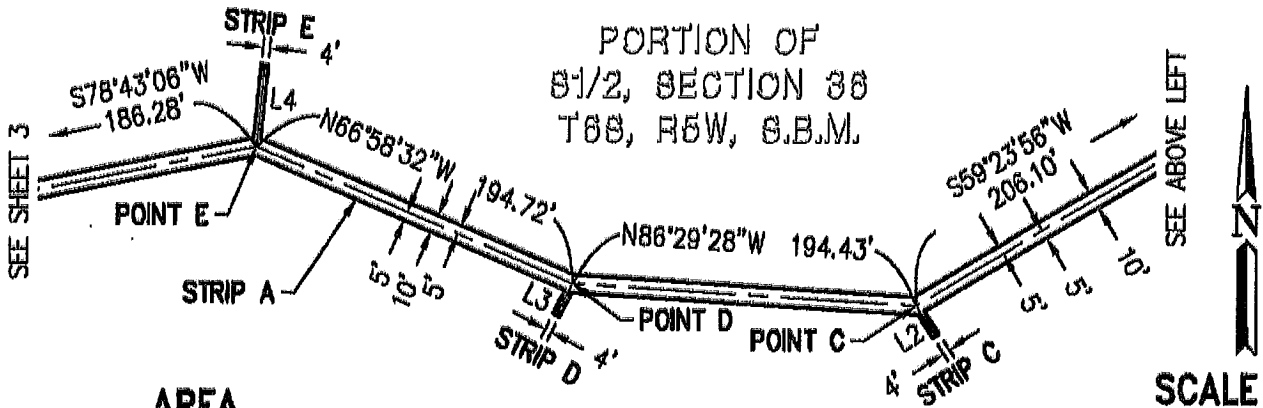 STRIP E
4'
PORTION OF
S1/2, SECTION 36
T6S, R5W, S.B.M.
S78°43'06"W
186.28'
L4
N66°58'32"W
S59°23'56"W
206.10'
SEE SHEET 3
SEE ABOVE LEFT
POINT E
194.72'
N86°29'28"W 194.43'
N
STRIP A
5'
10'
5'
L3
POINT D
POINT C
L2
5'
5'
10'
STRIP D
4'
4'
STRIP C
AREA
SCALE